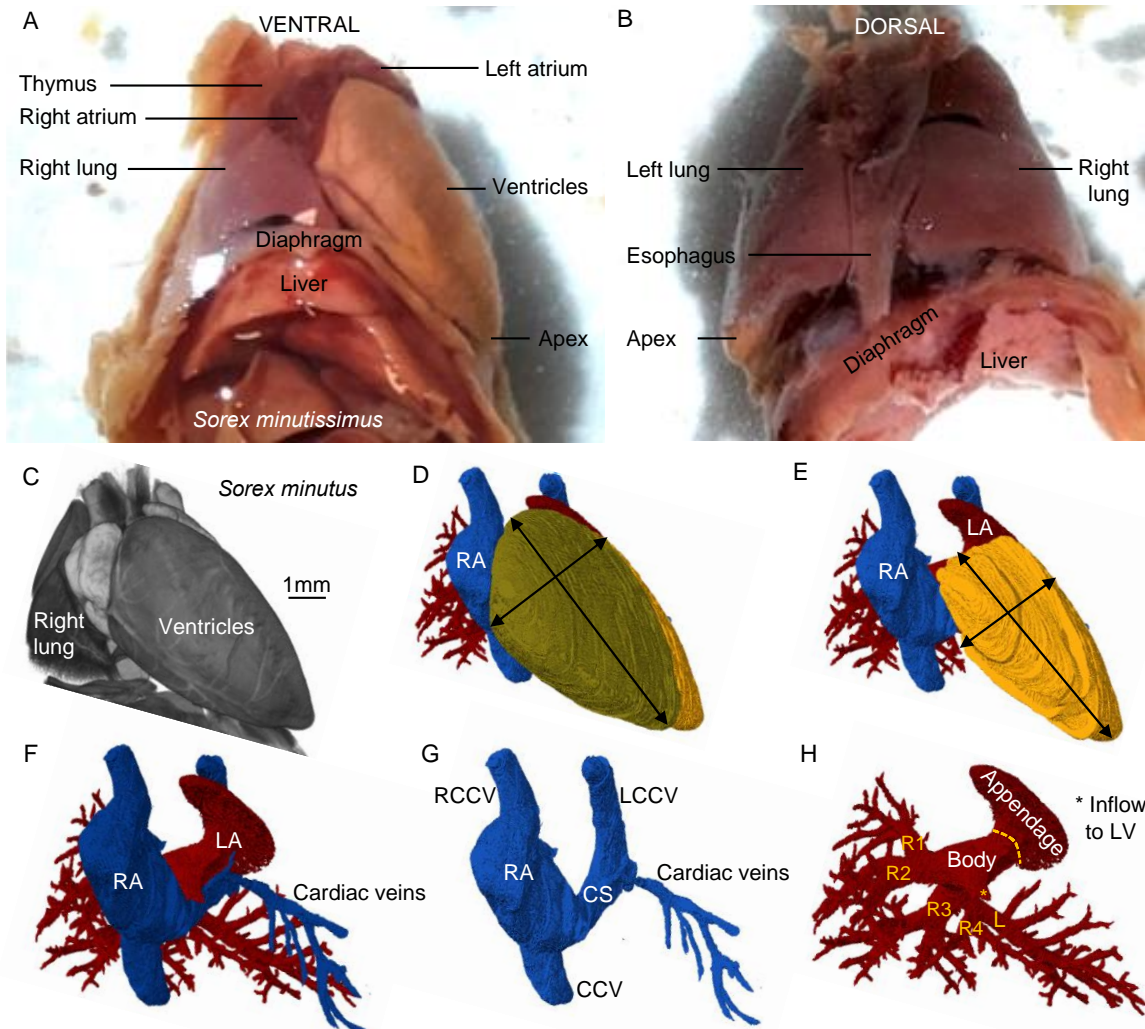 A
VENTRAL
Thymus
Left atrium
Right atrium
Right lung
Ventricles
Diaphragm
Liver
Apex
Sorex minutissimus
B
DORSAL
Left lung
Right
lung
Esophagus
Apex
Diaphragm
Liver
C
Sorex minutus
1mm
Right
lung
Ventricles
D
RA
E
LA
RA
F
LA
RA
Cardiac veins
G
RCCV
LCCV
RA
CS
Cardiac veins
CCV
H
Appendage
* Inflow
to LV
R1
Body
R2
*
R3
L
R4